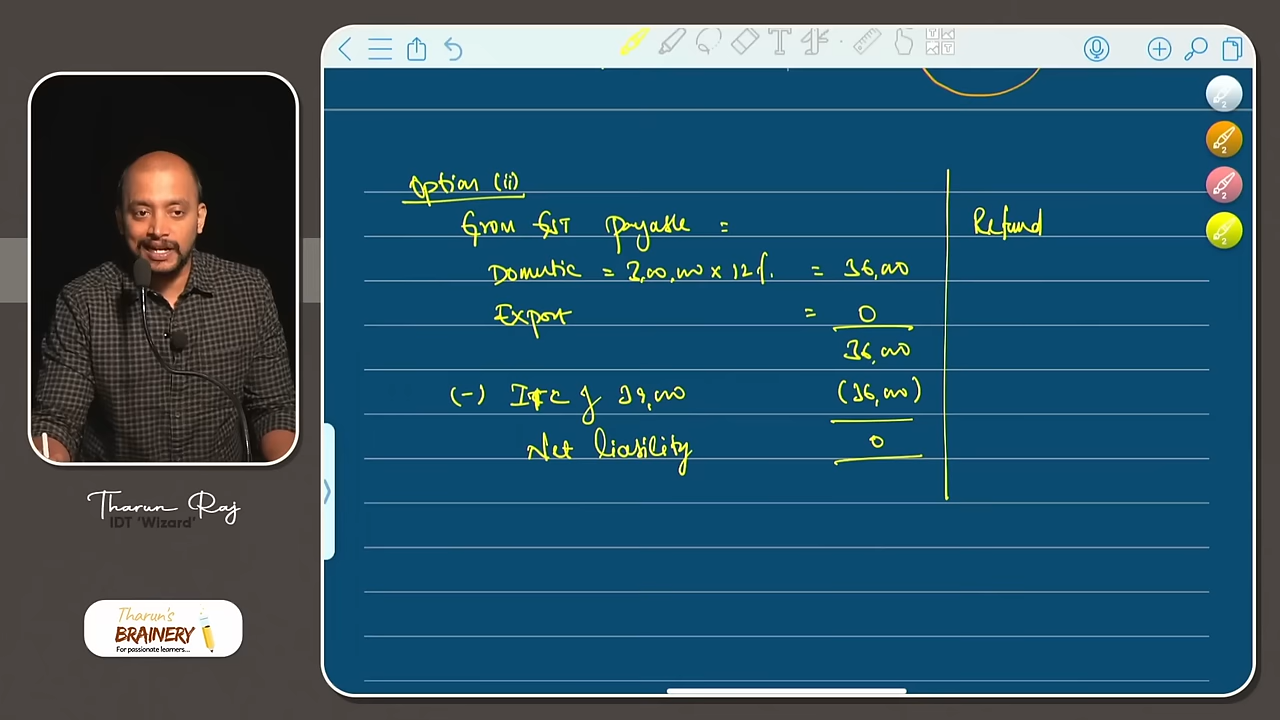 Option (ii)
Gross GST payable = Refund
Domestic = 3,00,000 × 12%. = 36,000
Export = 0
36,000
(-) ITC of 39,000 (36,000)
Net liability 0
Tharun Raj
IDT 'Wizard'
Tharun's
BRAINERY
For passionate learners...